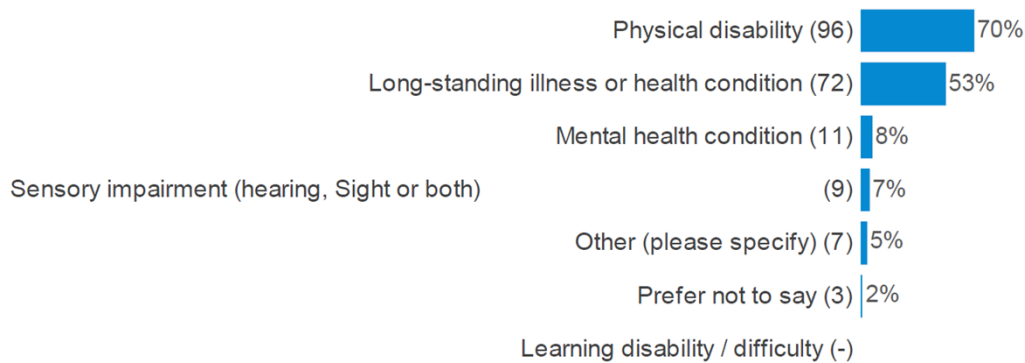 Physical disability (96) 70%
Long-standing illness or health condition (72) 53%
Mental health condition (11) 8%
Sensory impairment (hearing, Sight or both) (9) 7%
Other (please specify) (7) 5%
Prefer not to say (3) 2%
Learning disability / difficulty (-)